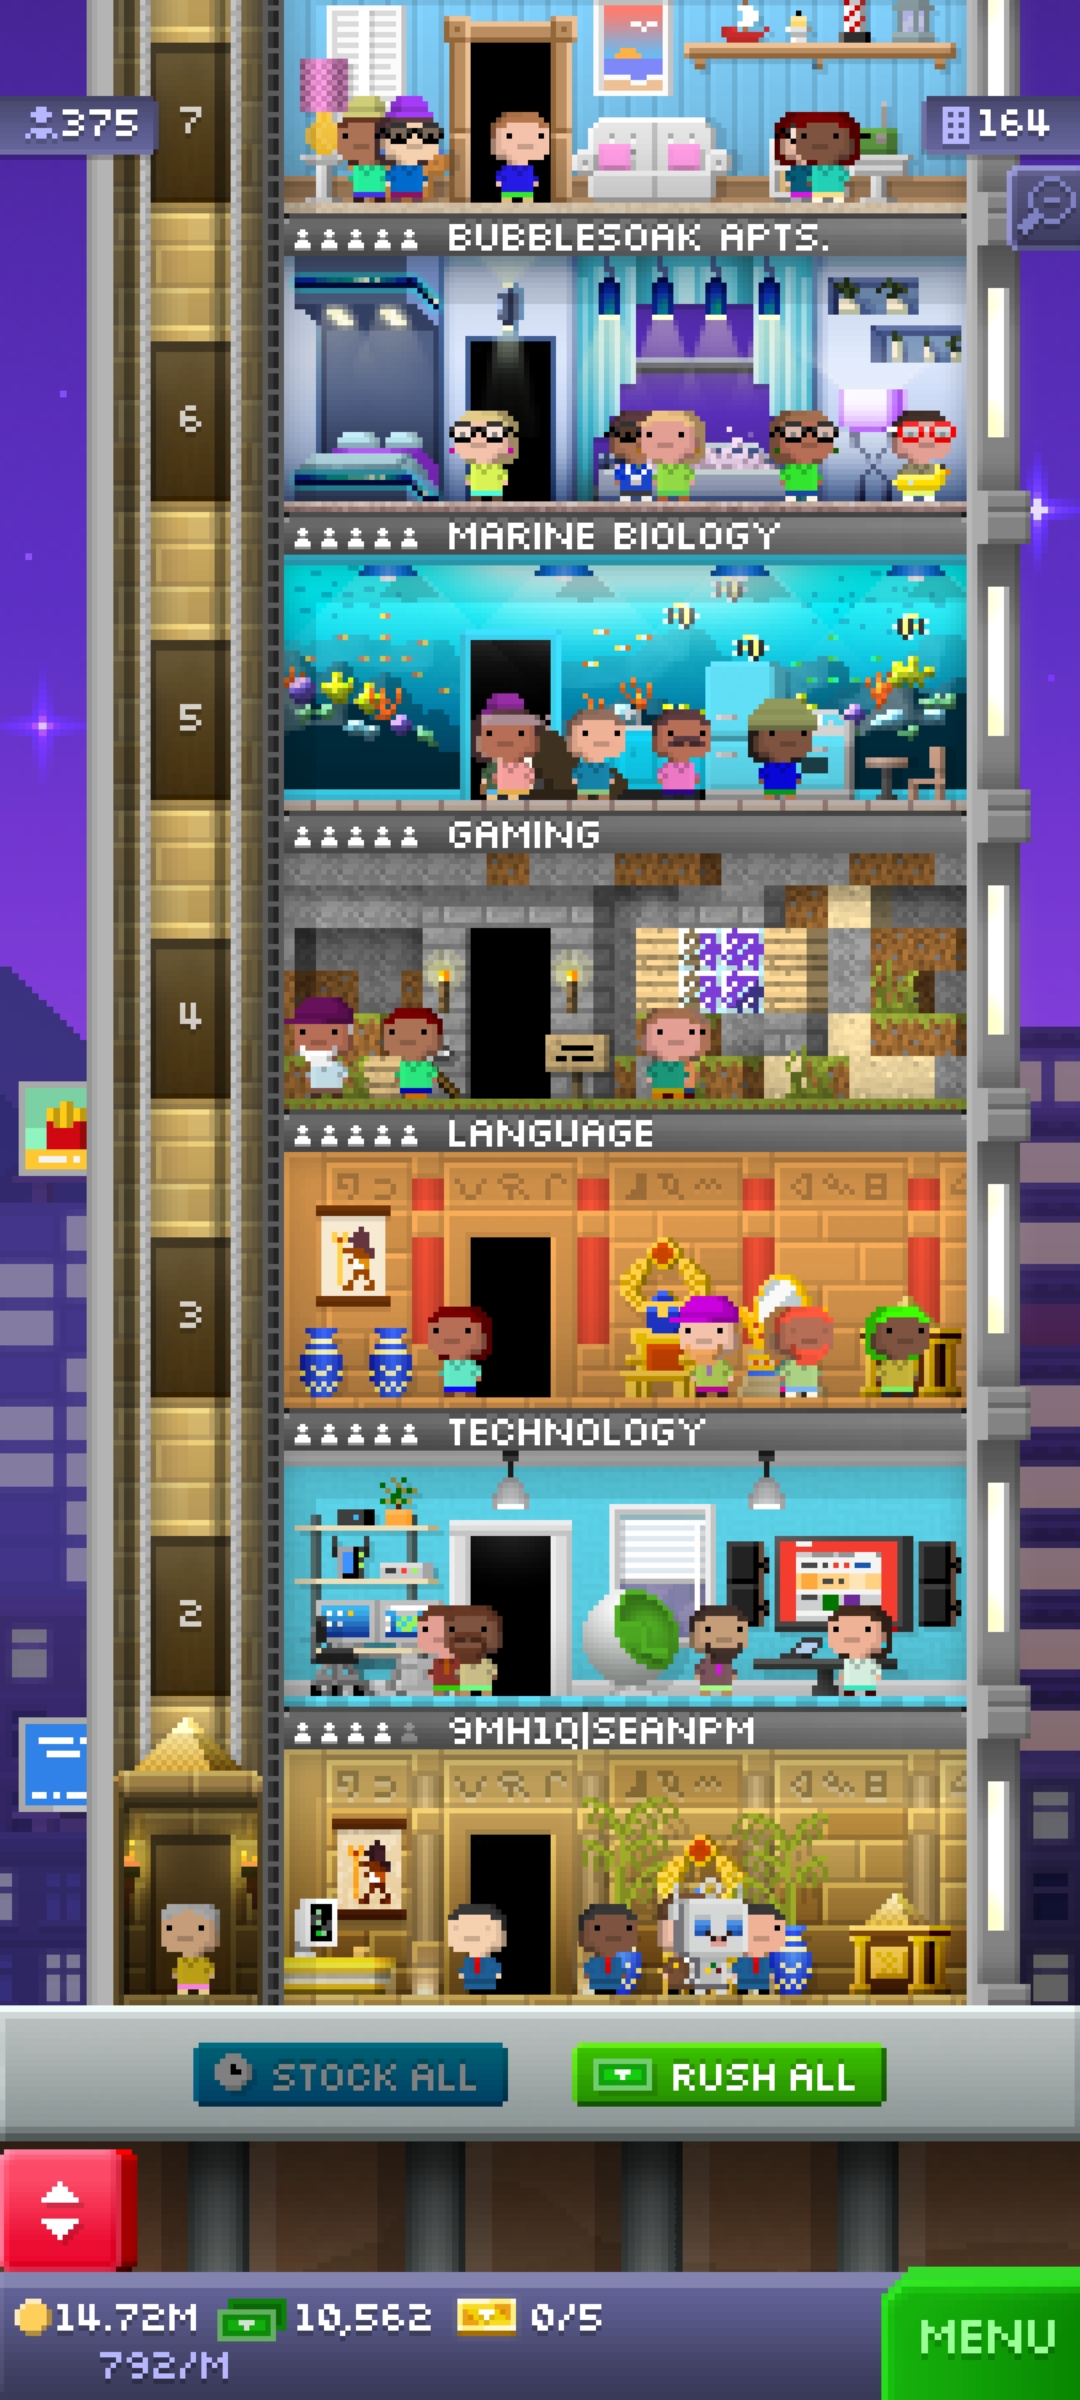 375
7
164
BUBBLESOAK APTS.
6
MARINE BIOLOGY
5
GAMING
4
LANGUAGE
3
TECHNOLOGY
2
9MH1Q|SEANPM
STOCK ALL
RUSH ALL
14.72M
10,562
0/5
792/M
MENU